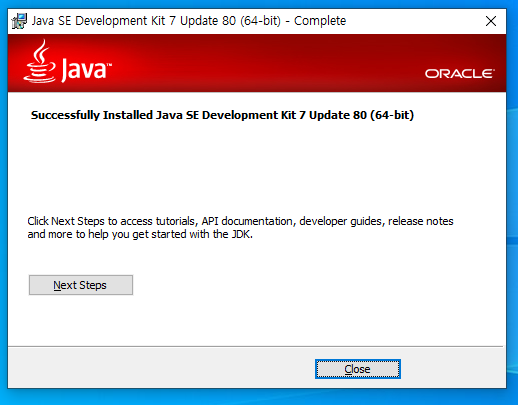 Java SE Development Kit 7 Update 80 (64-bit) - Complete
Java™
ORACLE®
Successfully Installed Java SE Development Kit 7 Update 80 (64-bit)
Click Next Steps to access tutorials, API documentation, developer guides, release notes
and more to help you get started with the JDK.
Next Steps
Close